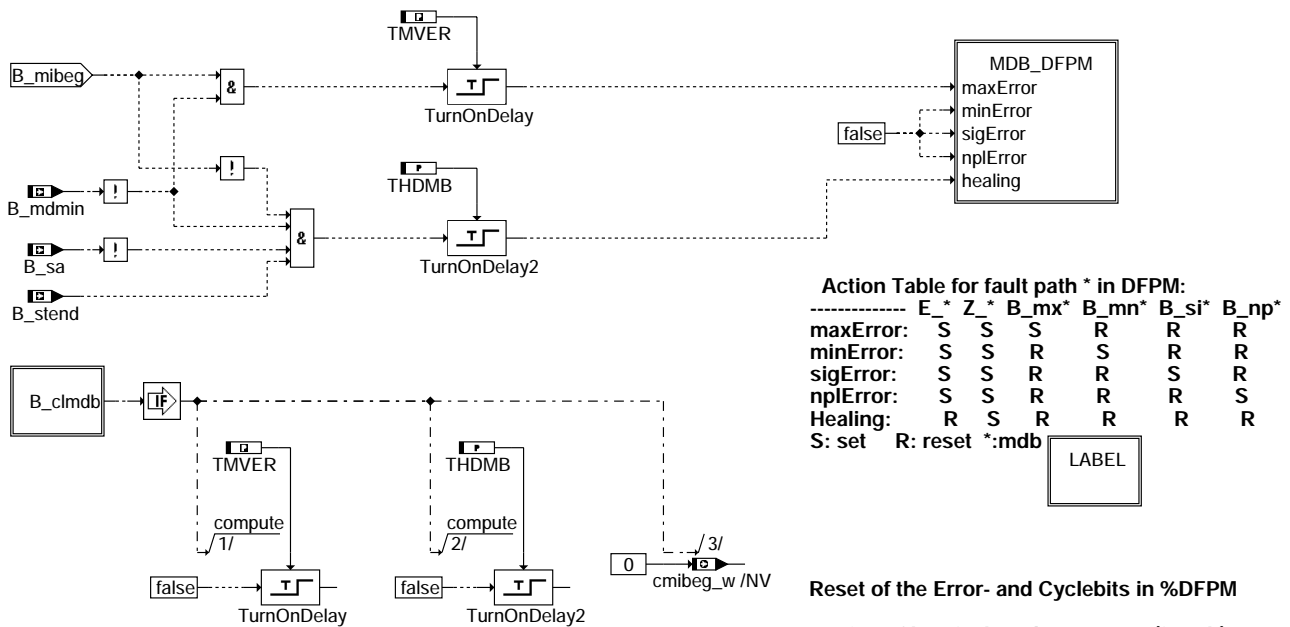 TMVER
B_mibeg
&
T
TurnOnDelay
MDB_DFPM
maxError
minError
sigError
nplError
healing
false
!
THDMB
P
B_mdmin
!
&
T
TurnOnDelay2
B_sa
!
B_stend
Action Table for fault path * in DFPM:
-------------- E_* Z_* B_mx* B_mn* B_si* B_np*
maxError: S S S R R R
minError: S S R S R R
sigError: S S R R S R
nplError: S S R R R S
Healing: R S R R R R
S: set R: reset *:mdb
LABEL
B_clmdb
IF
TMVER
THDMB
P
compute
1/
compute
2/
/3/
false
T
TurnOnDelay
false
T
TurnOnDelay2
0
cmibeg_w /NV
Reset of the Error- and Cyclebits in %DFPM